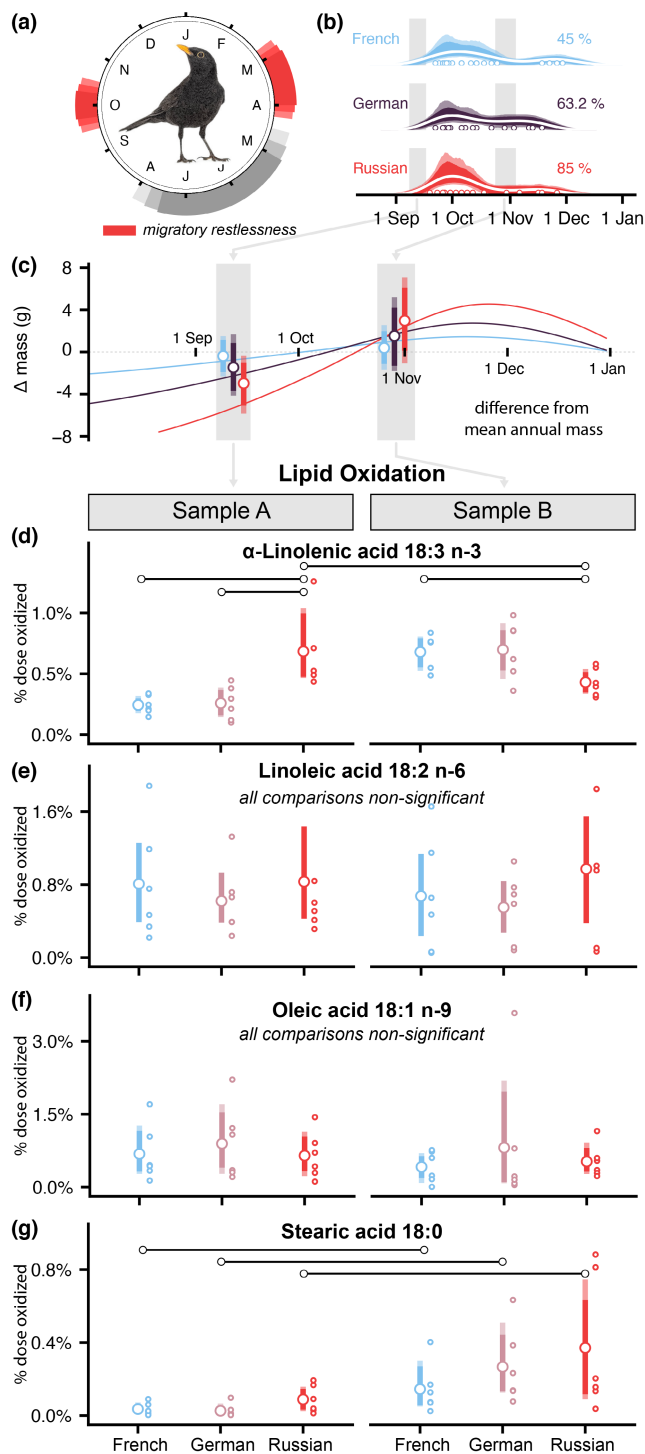 (a)
J
F
M
A
M
J
J
A
S
O
N
D
migratory restlessness
(b)
French
45 %
German
63.2 %
Russian
85 %
1 Sep
1 Oct
1 Nov
1 Dec
1 Jan
(c)
Δ mass (g)
8
4
0
−4
−8
1 Sep
1 Oct
1 Nov
1 Dec
1 Jan
difference from
mean annual mass
Lipid Oxidation
Sample A
Sample B
(d)
α-Linolenic acid 18:3 n-3
% dose oxidized
1.0%
0.5%
0.0%
(e)
Linoleic acid 18:2 n-6
all comparisons non-significant
% dose oxidized
1.6%
0.8%
0.0%
(f)
Oleic acid 18:1 n-9
all comparisons non-significant
% dose oxidized
3.0%
1.5%
0.0%
(g)
Stearic acid 18:0
% dose oxidized
0.8%
0.4%
0.0%
French
German
Russian
French
German
Russian